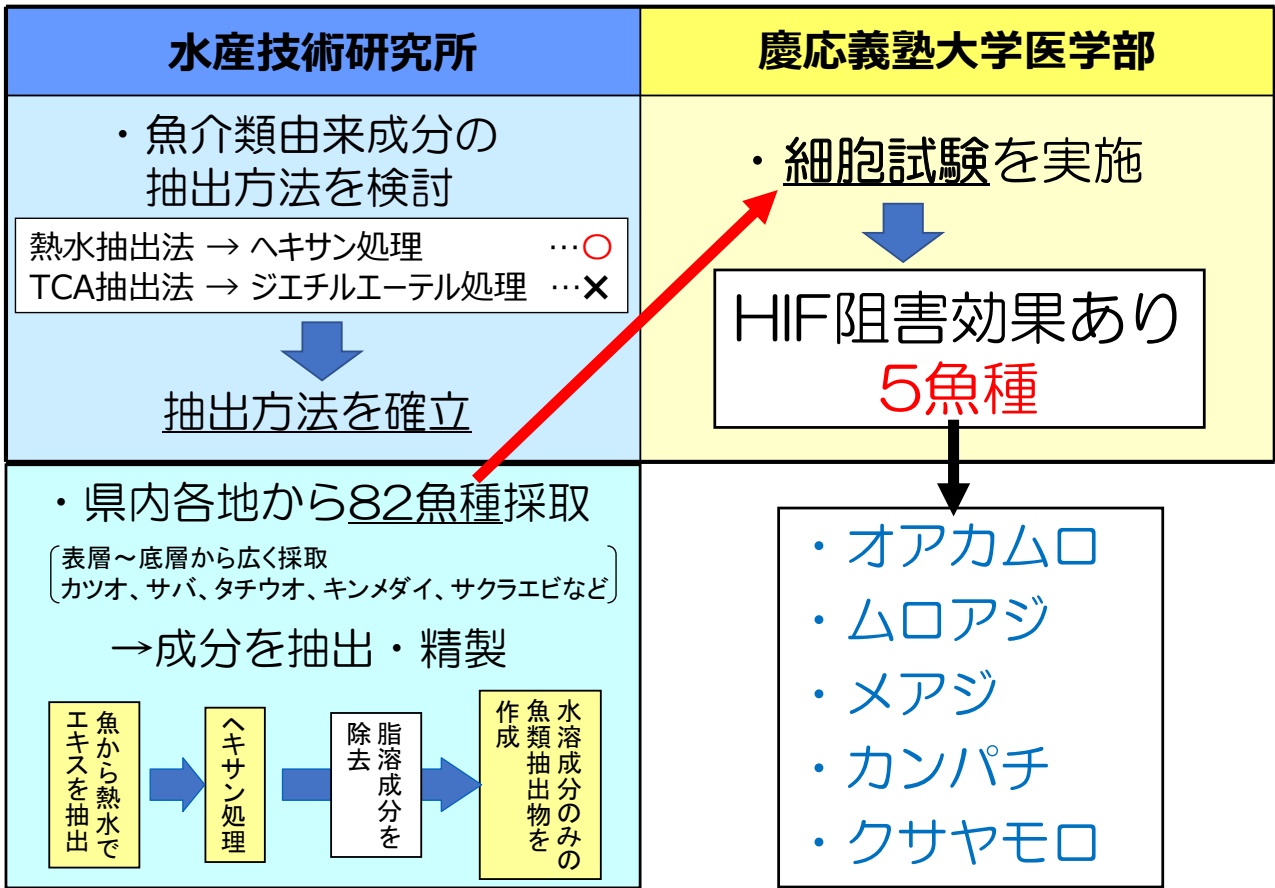 水産技術研究所
・魚介類由来成分の
抽出方法を検討
熱水抽出法 → ヘキサン処理 …〇
TCA抽出法 → ジエチルエーテル処理 …×
抽出方法を確立
・県内各地から82魚種採取
表層～底層から広く採取
カツオ、サバ、タチウオ、キンメダイ、サクラエビなど
→成分を抽出・精製
魚から熱水で
エキスを抽出
ヘキサン処理
脂溶成分を
除去
水溶成分のみの
魚類抽出物を
作成
慶応義塾大学医学部
・細胞試験を実施
HIF阻害効果あり
5魚種
・オアカムロ
・ムロアジ
・メアジ
・カンパチ
・クサヤモロ